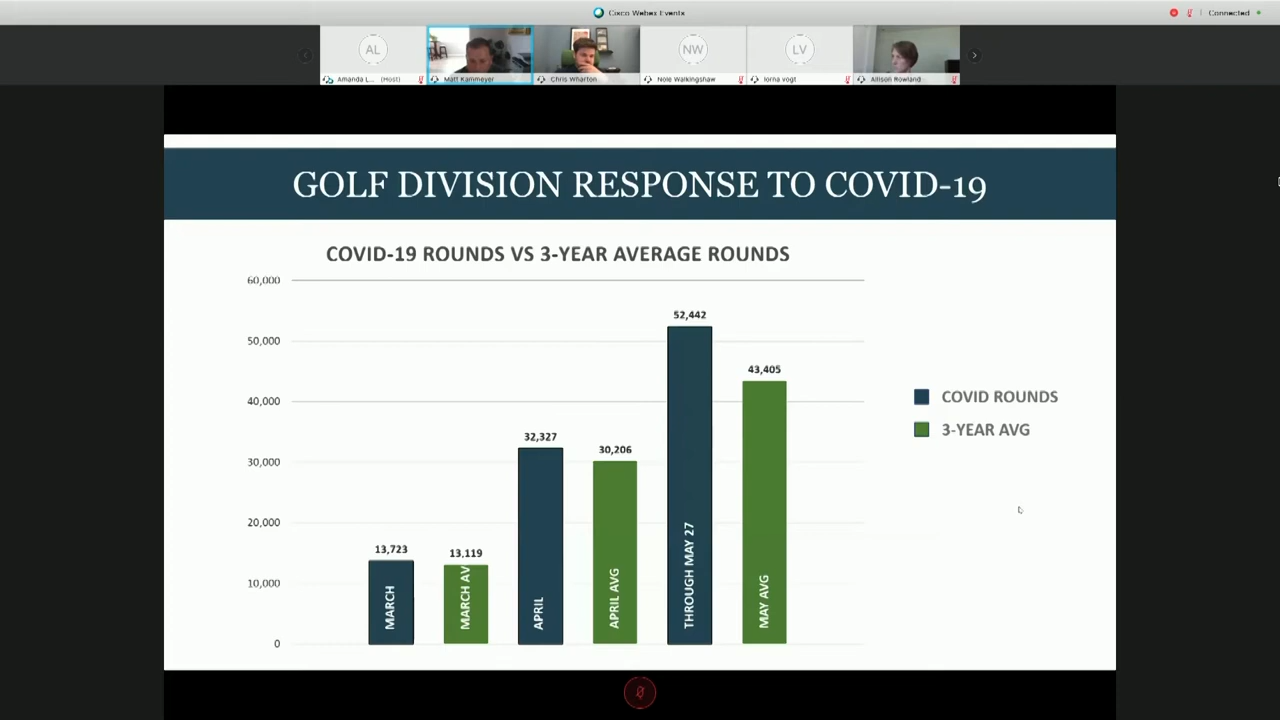 Cisco Webex Events
Connected
AL
NW
LV
Amanda L... (Host)
Matt Kammeyer
Chris Wharton
Nole Walkingshaw
lorna vogt
Allison Rowland
GOLF DIVISION RESPONSE TO COVID-19
COVID-19 ROUNDS VS 3-YEAR AVERAGE ROUNDS
60,000
50,000
40,000
30,000
20,000
10,000
0
13,723
13,119
32,327
30,206
52,442
43,405
MARCH
MARCH AV
APRIL
APRIL AVG
THROUGH MAY 27
MAY AVG
COVID ROUNDS
3-YEAR AVG